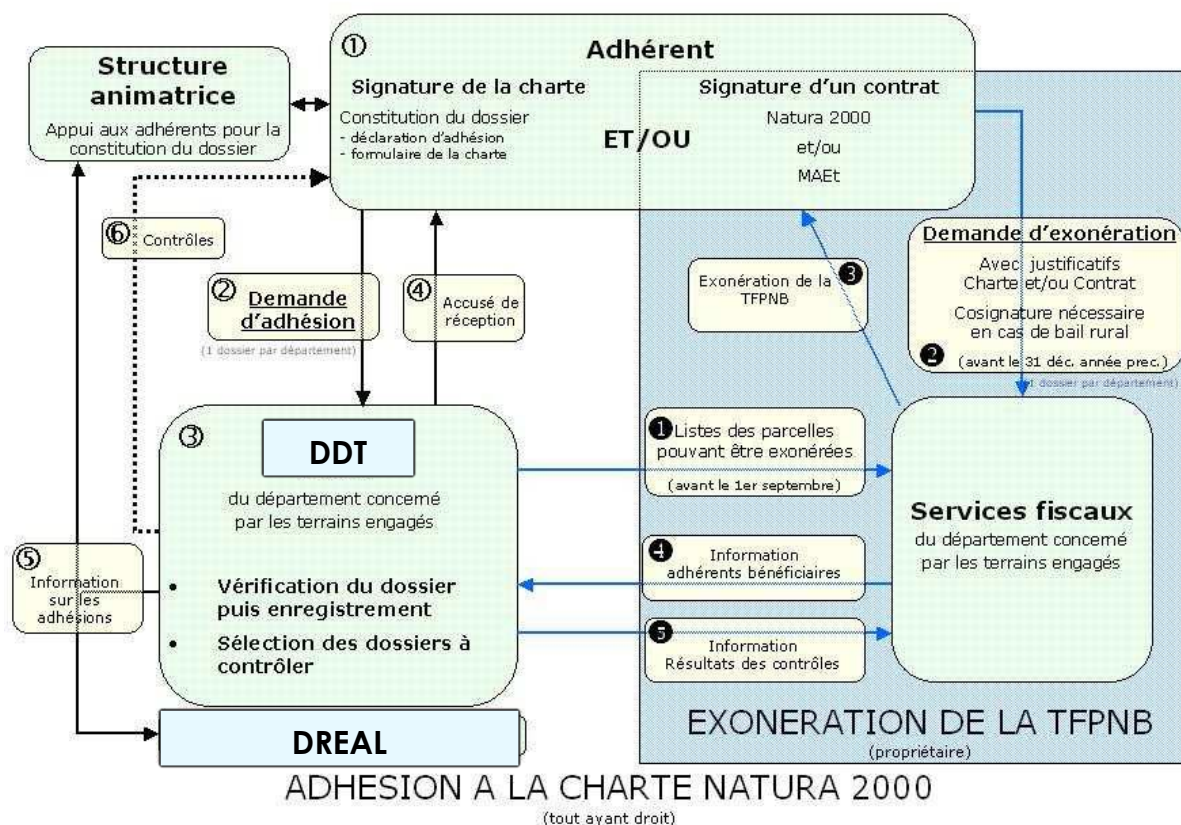 ①
Adhérent
Structure
animatrice
Appui aux adhérents pour la
constitution du dossier
Signature de la charte
Constitution du dossier
- déclaration d'adhésion
- formulaire de la charte
ET/OU
Signature d'un contrat
Natura 2000
et/ou
MAEt
⑥ Contrôles
②
Demande
d'adhésion
(1 dossier par département)
④
Accusé de
réception
Exonération de la
TFPNB
❸
Demande d'exonération
Avec justificatifs
Charte et/ou Contrat
Cosignature nécessaire
en cas de bail rural
❷ (avant le 31 déc. année prec.)
(1 dossier par département)
③
DDT
du département concerné
par les terrains engagés
• Vérification du dossier
puis enregistrement
• Sélection des dossiers à
contrôler
⑤
Information
sur les
adhésions
DREAL
❶ Listes des parcelles
pouvant être exonérées
(avant le 1er septembre)
❹ Information
adhérents bénéficiaires
❺
Information
Résultats des contrôles
Services fiscaux
du département concerné
par les terrains engagés
EXONERATION DE LA TFPNB
(propriétaire)
ADHESION A LA CHARTE NATURA 2000
(tout ayant droit)